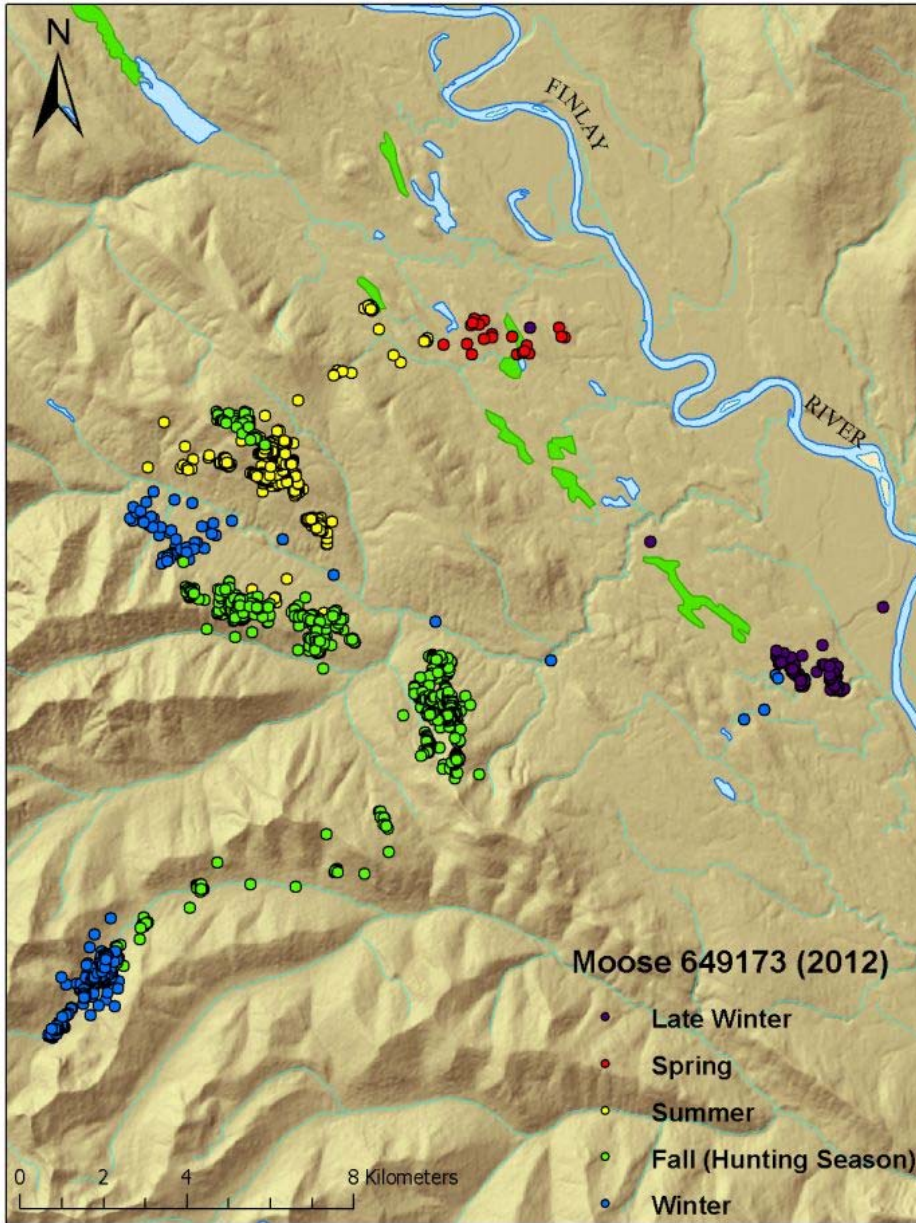 N
FINLAY
RIVER
Moose 649173 (2012)
Late Winter
Spring
Summer
Fall (Hunting Season)
Winter
0 2 4 8 Kilometers